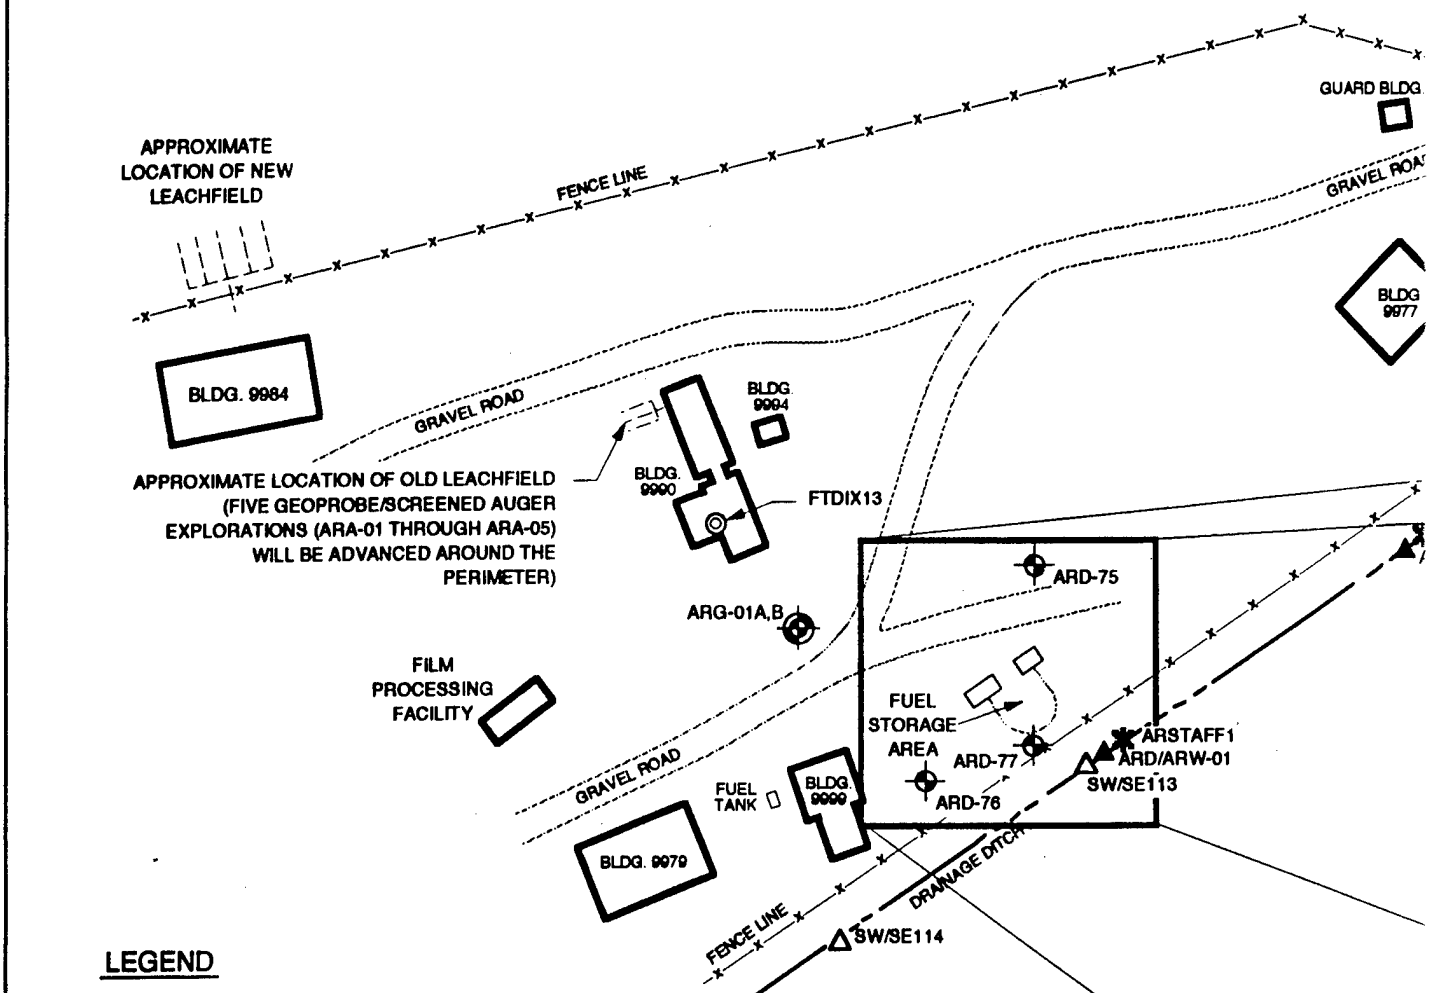 GUARD BLDG.
APPROXIMATE
LOCATION OF NEW
LEACHFIELD
FENCE LINE
GRAVEL ROA
BLDG
9977
BLDG. 9984
GRAVEL ROAD
BLDG.
9994
APPROXIMATE LOCATION OF OLD LEACHFIELD
(FIVE GEOPROBE/SCREENED AUGER
EXPLORATIONS (ARA-01 THROUGH ARA-05)
WILL BE ADVANCED AROUND THE
PERIMETER)
BLDG.
9990
FTDIX13
ARD-75
ARG-01A,B
FILM
PROCESSING
FACILITY
FUEL
STORAGE
AREA
ARD-77
ARSTAFF1
ARD/ARW-01
SW/SE113
GRAVEL ROAD
FUEL
TANK
BLDG.
9999
ARD-76
BLDG. 9979
DRAINAGE DITCH
FENCE LINE
SW/SE114
LEGEND